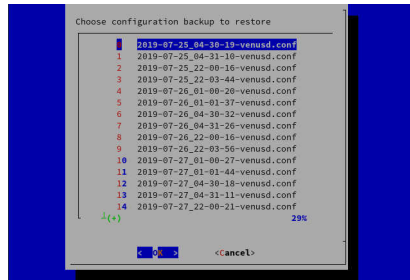 Choose configuration backup to restore
0 2019-07-25_04-30-19-venusd.conf
1 2019-07-25_04-31-10-venusd.conf
2 2019-07-25_22-00-16-venusd.conf
3 2019-07-25_22-03-44-venusd.conf
4 2019-07-26_01-00-20-venusd.conf
5 2019-07-26_01-01-37-venusd.conf
6 2019-07-26_04-30-32-venusd.conf
7 2019-07-26_04-31-26-venusd.conf
8 2019-07-26_22-00-16-venusd.conf
9 2019-07-26_22-03-56-venusd.conf
10 2019-07-27_01-00-27-venusd.conf
11 2019-07-27_01-01-44-venusd.conf
12 2019-07-27_04-30-18-venusd.conf
13 2019-07-27_04-31-11-venusd.conf
14 2019-07-27_22-00-21-venusd.conf
┴(+) 29%
< OK > <Cancel>